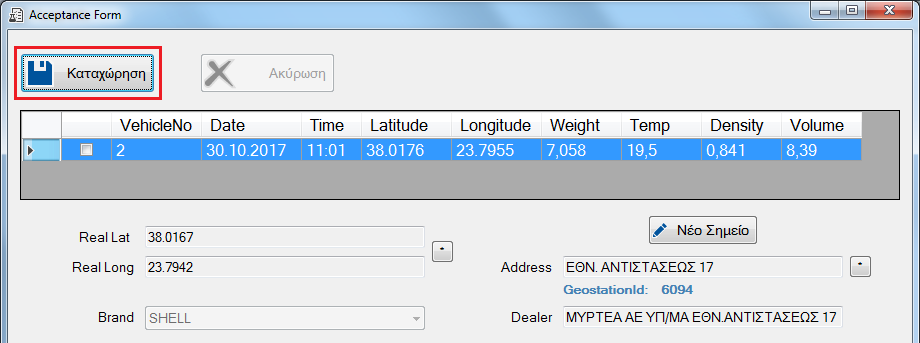 Acceptance Form
Καταχώρηση Ακύρωση
VehicleNo Date Time Latitude Longitude Weight Temp Density Volume
2 30.10.2017 11:01 38.0176 23.7955 7,058 19,5 0,841 8,39
Νέο Σημείο
Real Lat 38.0167 *
Real Long 23.7942 Address ΕΘΝ. ΑΝΤΙΣΤΑΣΕΩΣ 17 *
GeostationId: 6094
Brand SHELL Dealer ΜΥΡΤΕΑ ΑΕ ΥΠ/ΜΑ ΕΘΝ.ΑΝΤΙΣΤΑΣΕΩΣ 17